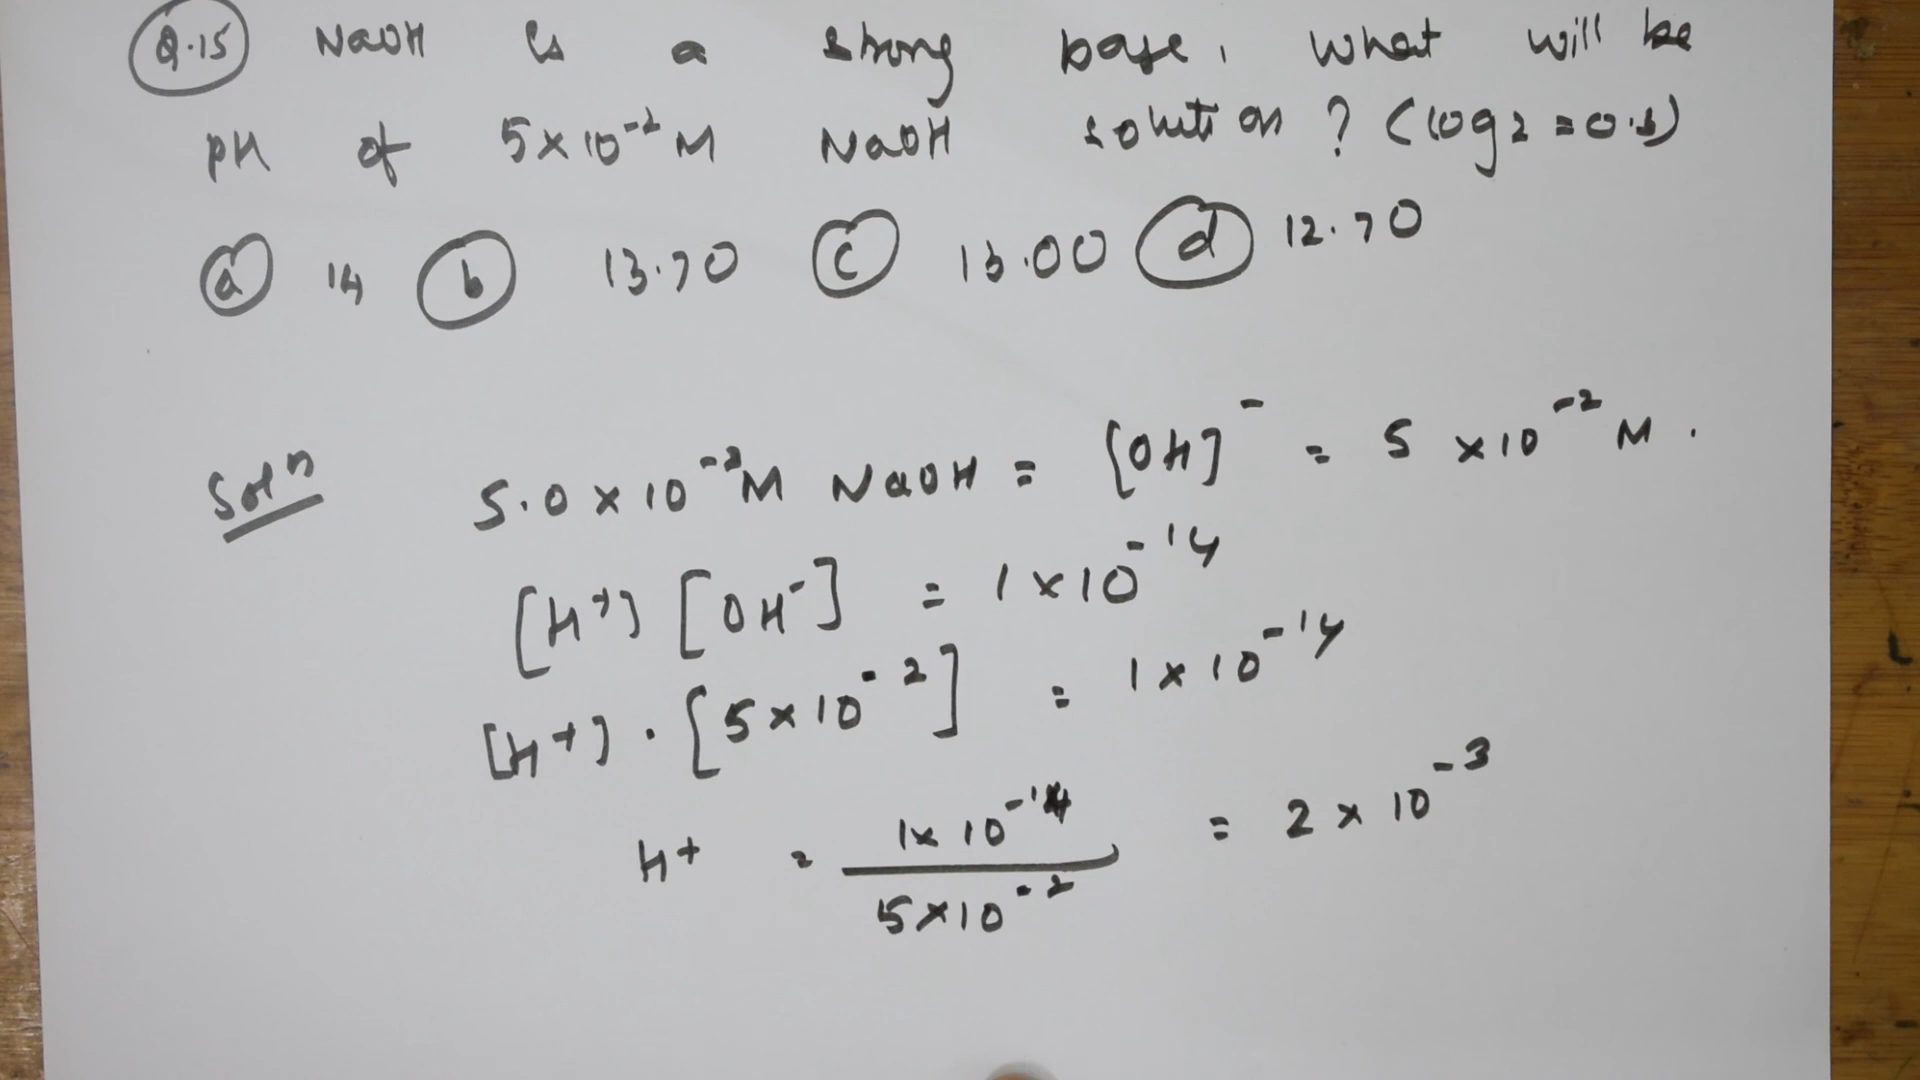 Q.15 NaOH is a strong base, what will be
pH of 5×10⁻² M NaOH solution ? (log2 = 0.3)
(a) 14 (b) 13.70 (c) 13.00 (d) 12.70
Solⁿ 5.0 × 10⁻² M NaOH = [OH]⁻ = 5 × 10⁻² M.
[H⁺] [OH⁻] = 1 × 10⁻¹⁴
[H⁺] . [5 × 10⁻²] = 1 × 10⁻¹⁴
H+ = 1× 10⁻¹⁴ / 5×10⁻² = 2 × 10⁻³